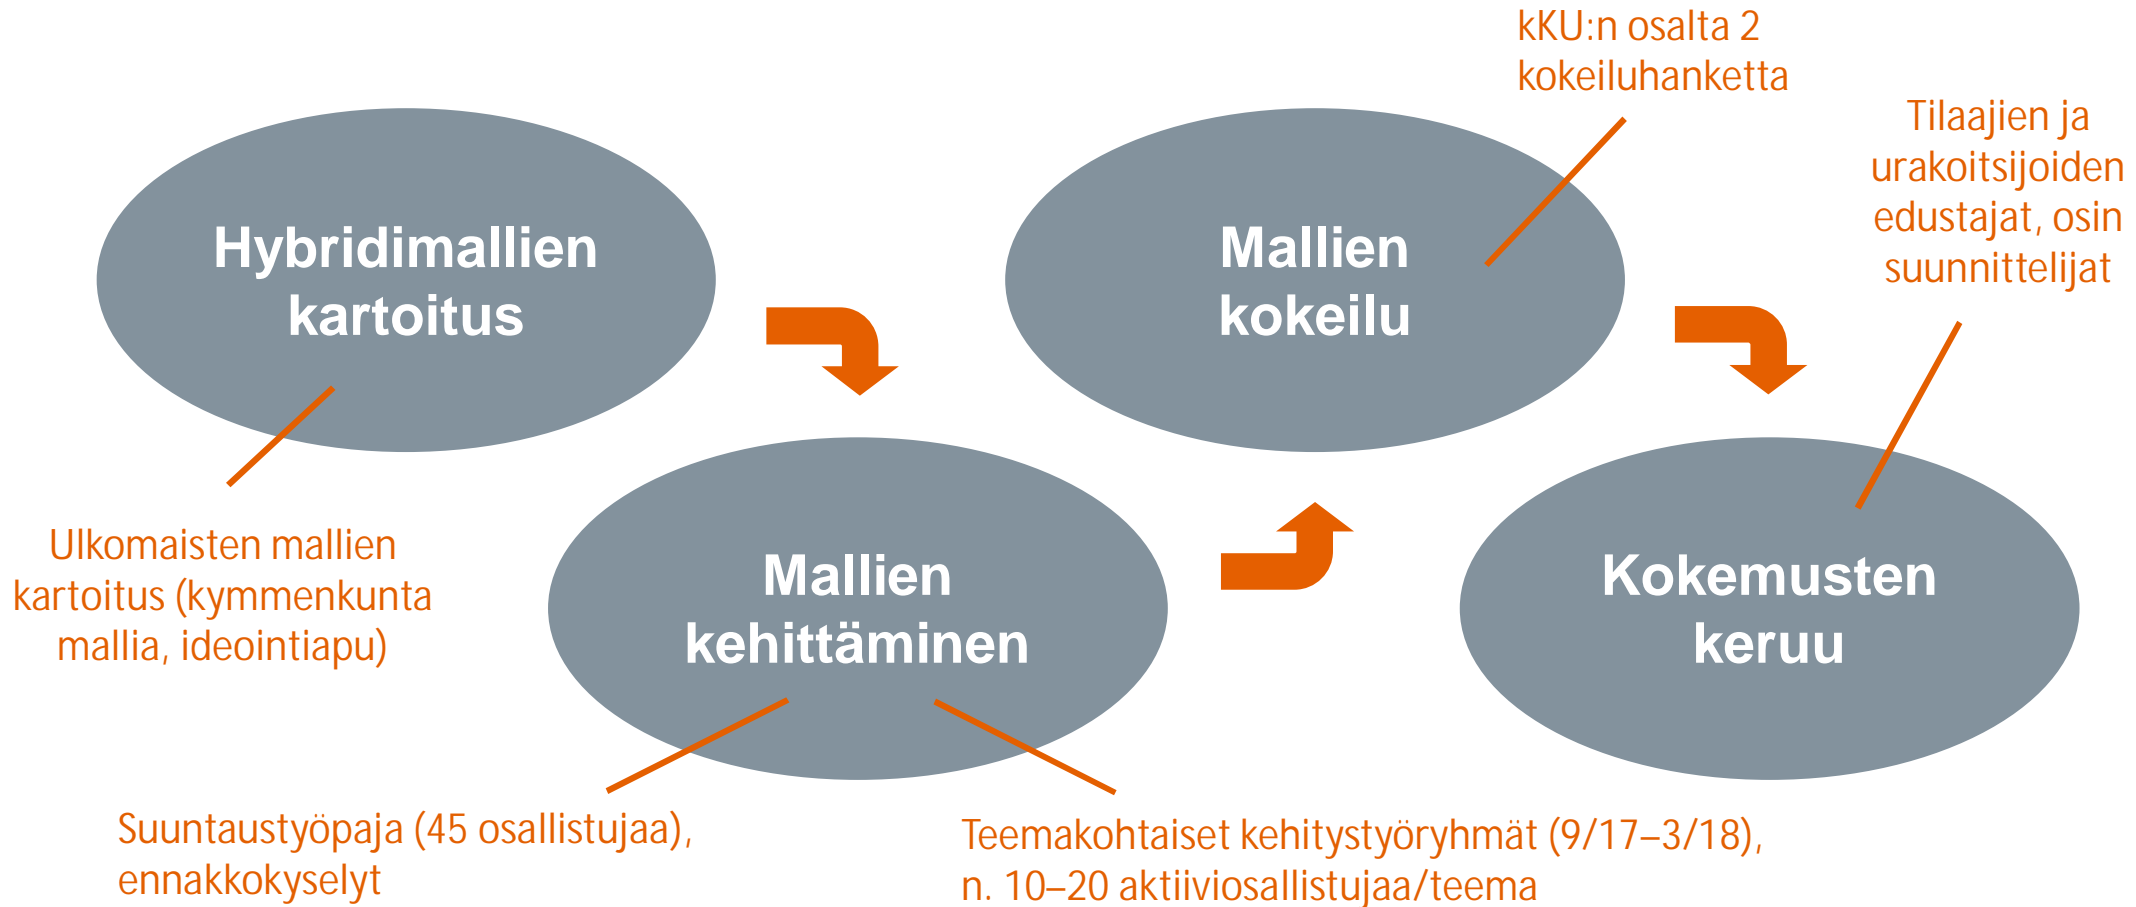 kKU:n osalta 2
kokeiluhanketta
Tilaajien ja
urakoitsijoiden
edustajat, osin
suunnittelijat
Hybridimallien
kartoitus
Mallien
kokeilu
Ulkomaisten mallien
kartoitus (kymmenkunta
mallia, ideointiapu)
Mallien
kehittäminen
Kokemusten
keruu
Suuntaustyöpaja (45 osallistujaa),
ennakkokyselyt
Teemakohtaiset kehitystyöryhmät (9/17–3/18),
n. 10–20 aktiiviosallistujaa/teema